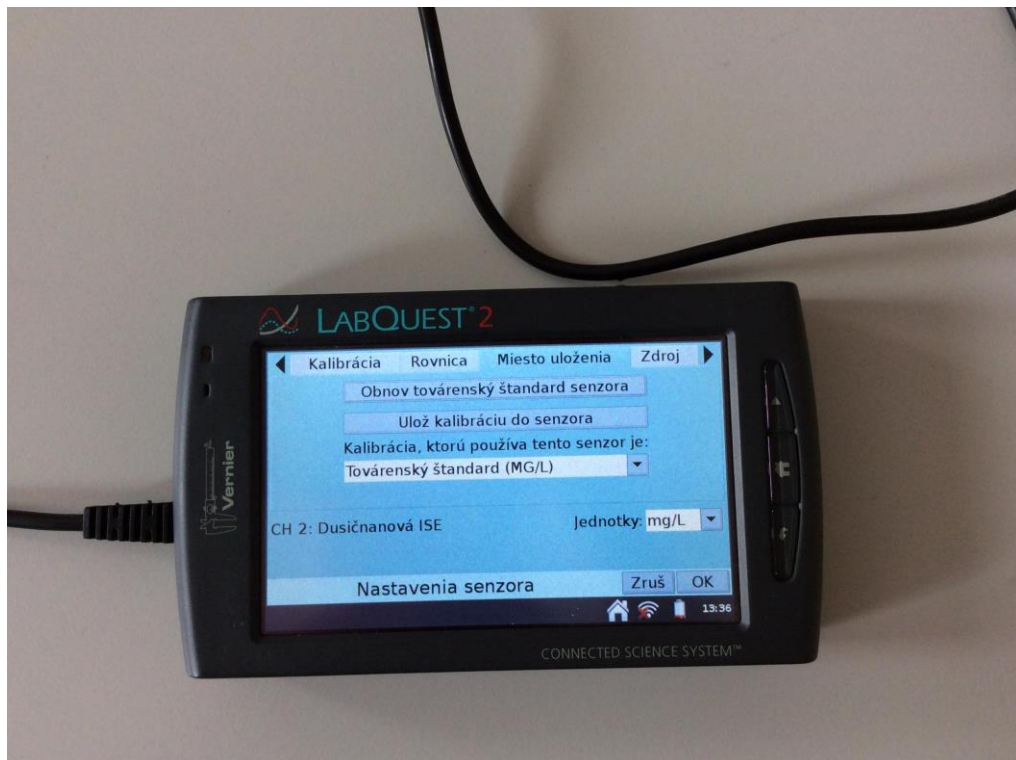 LABQUEST® 2
Kalibrácia Rovnica Miesto uloženia Zdroj
Obnov továrenský štandard senzora
Ulož kalibráciu do senzora
Kalibrácia, ktorú používa tento senzor je:
Továrenský štandard (MG/L)
CH 2: Dusičnanová ISE Jednotky: mg/L
Nastavenia senzora Zruš OK
13:36
CONNECTED SCIENCE SYSTEM™
Vernier